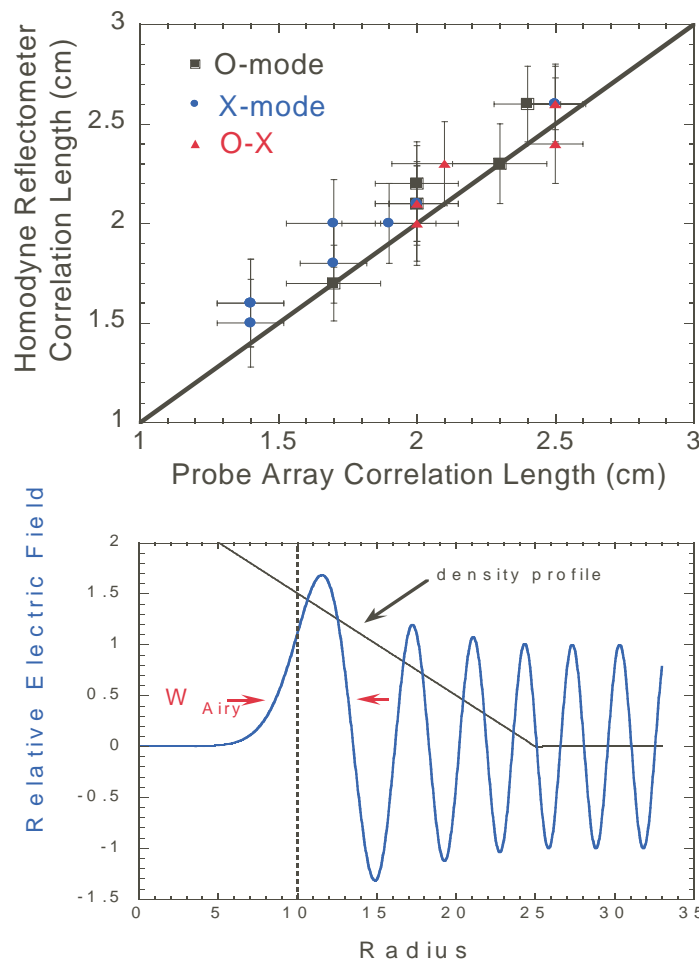 Homodyne Reflectometer
Correlation Length (cm)
3
2.5
2
1.5
1
O-mode
X-mode
O-X
1
1.5
2
2.5
3
Probe Array Correlation Length (cm)
Relative Electric Field
2
1.5
1
0.5
0
-0.5
-1
-1.5
density profile
W Airy
0
5
10
15
20
25
30
35
Radius